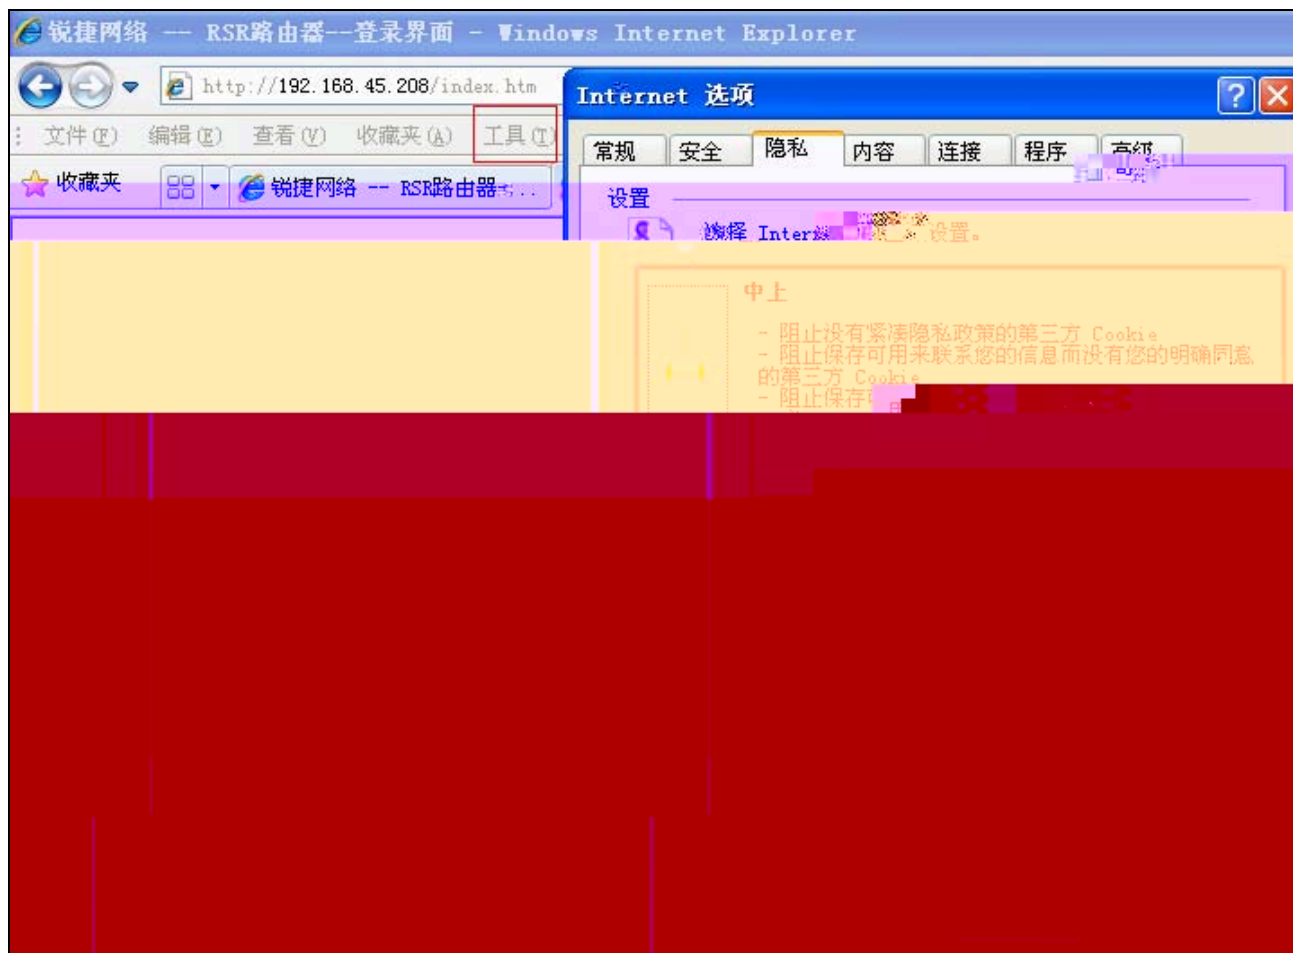 锐捷网络 -- RSR路由器--登录界面 - Windows Internet Explorer
http://192.168.45.208/index.htm
文件(F) 编辑(E) 查看(V) 收藏夹(A) 工具(T)
收藏夹
锐捷网络 -- RSR路由器-- ...
Internet 选项
常规 安全 隐私 内容 连接 程序 高级
设置
选择 Inter 设置。
中上
- 阻止没有紧凑隐私政策的第三方 Cookie
- 阻止保存可用来联系您的信息而没有您的明确同意
的第三方 Cookie
- 阻止保存